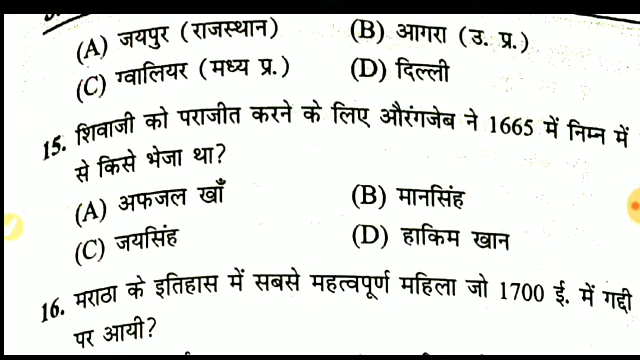 (A) जयपुर (राजस्थान) (B) आगरा (उ. प्र.)
(C) ग्वालियर (मध्य प्र.) (D) दिल्ली
15. शिवाजी को पराजीत करने के लिए औरंगजेब ने 1665 में निम्न में
से किसे भेजा था?
(A) अफजल खाँ (B) मानसिंह
(C) जयसिंह (D) हाकिम खान
16. मराठा के इतिहास में सबसे महत्वपूर्ण महिला जो 1700 ई. में गद्दी
पर आयी?